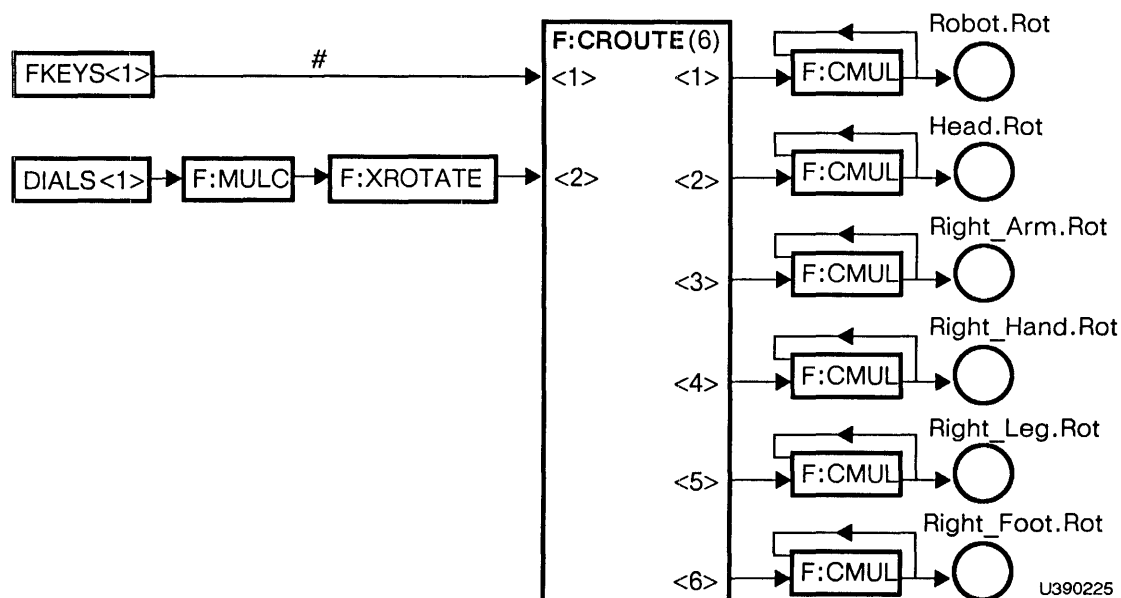 Robot.Rot
F:CROUTE(6)
FKEYS<1> # <1> <1> F:CMUL
Head.Rot
DIALS<1> F:MULC F:XROTATE <2> <2> F:CMUL
Right_Arm.Rot
<3> F:CMUL
Right_Hand.Rot
<4> F:CMUL
Right_Leg.Rot
<5> F:CMUL
Right_Foot.Rot
<6> F:CMUL
U390225